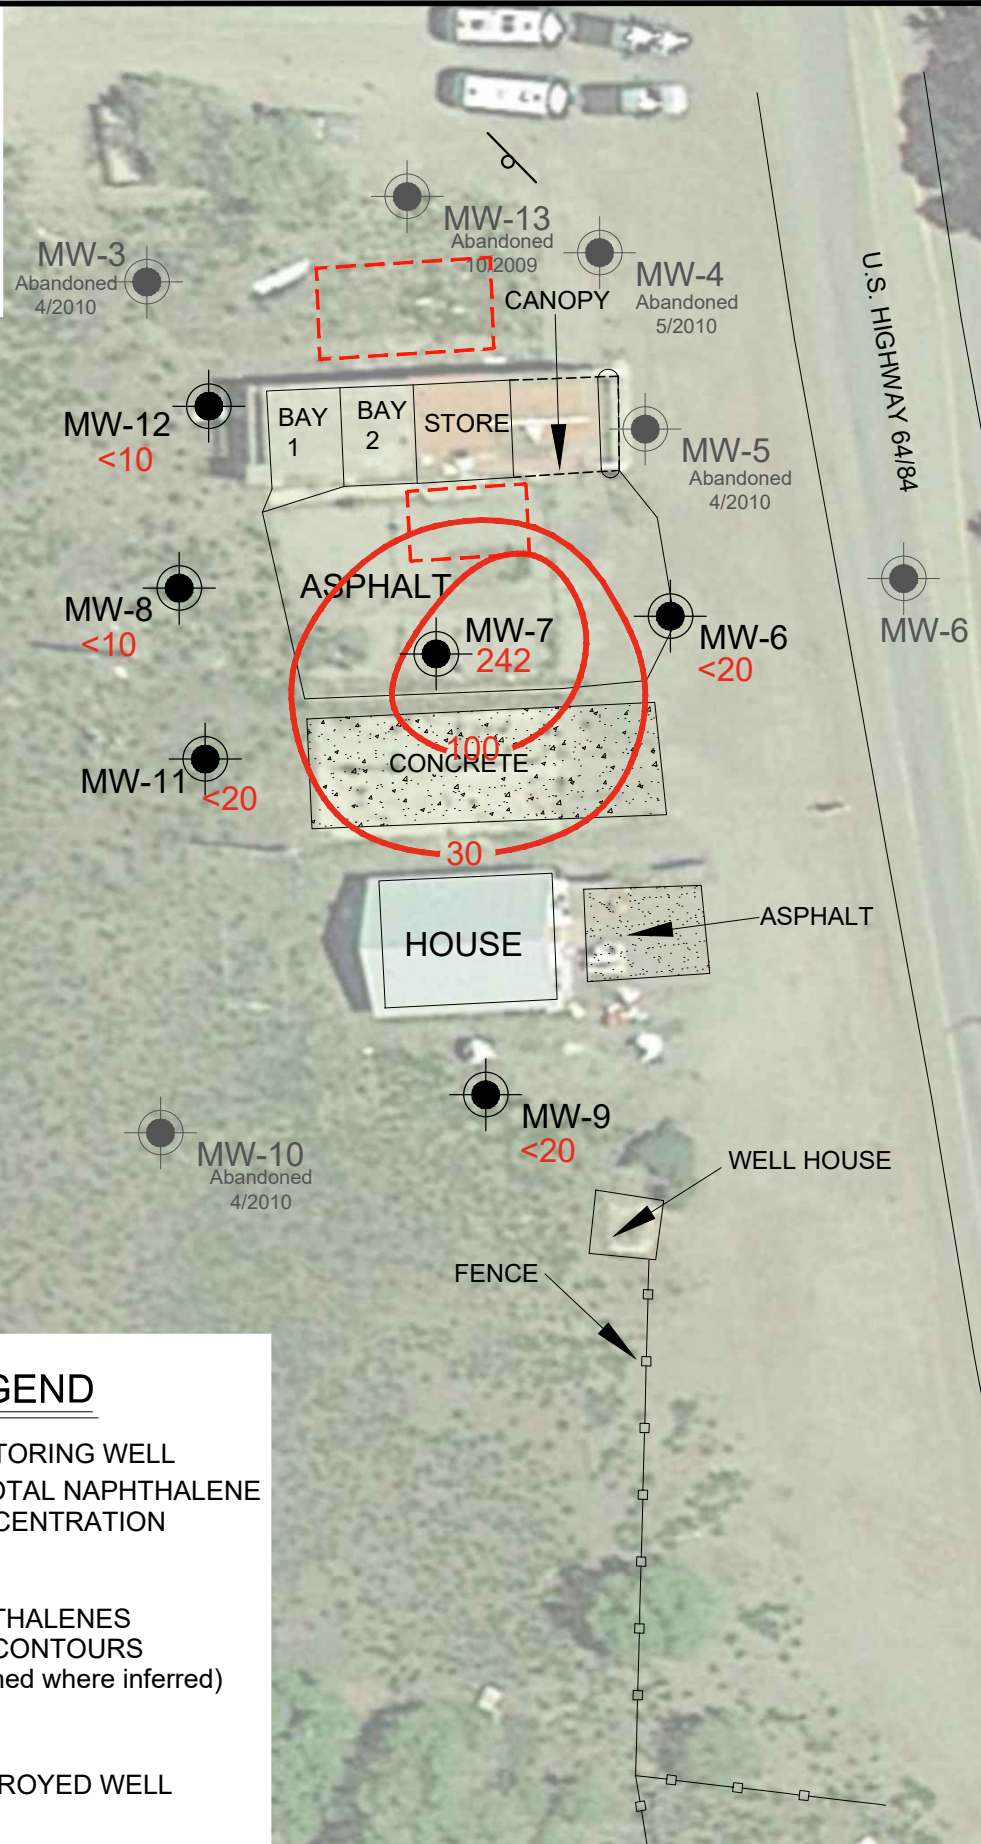 MW-13
Abandoned
10/2009
MW-3
Abandoned
4/2010
MW-4
Abandoned
5/2010
CANOPY
U.S. HIGHWAY 64/84
MW-12
<10
BAY
1
BAY
2
STORE
MW-5
Abandoned
4/2010
ASPHALT
MW-8
<10
MW-7
242
MW-6
<20
MW-6
100
CONCRETE
MW-11
<20
30
HOUSE
ASPHALT
MW-9
<20
MW-10
Abandoned
4/2010
WELL HOUSE
FENCE
GEND
TORING WELL
OTAL NAPHTHALENE
CENTRATION
THALENES
CONTOURS
ned where inferred)
ROYED WELL